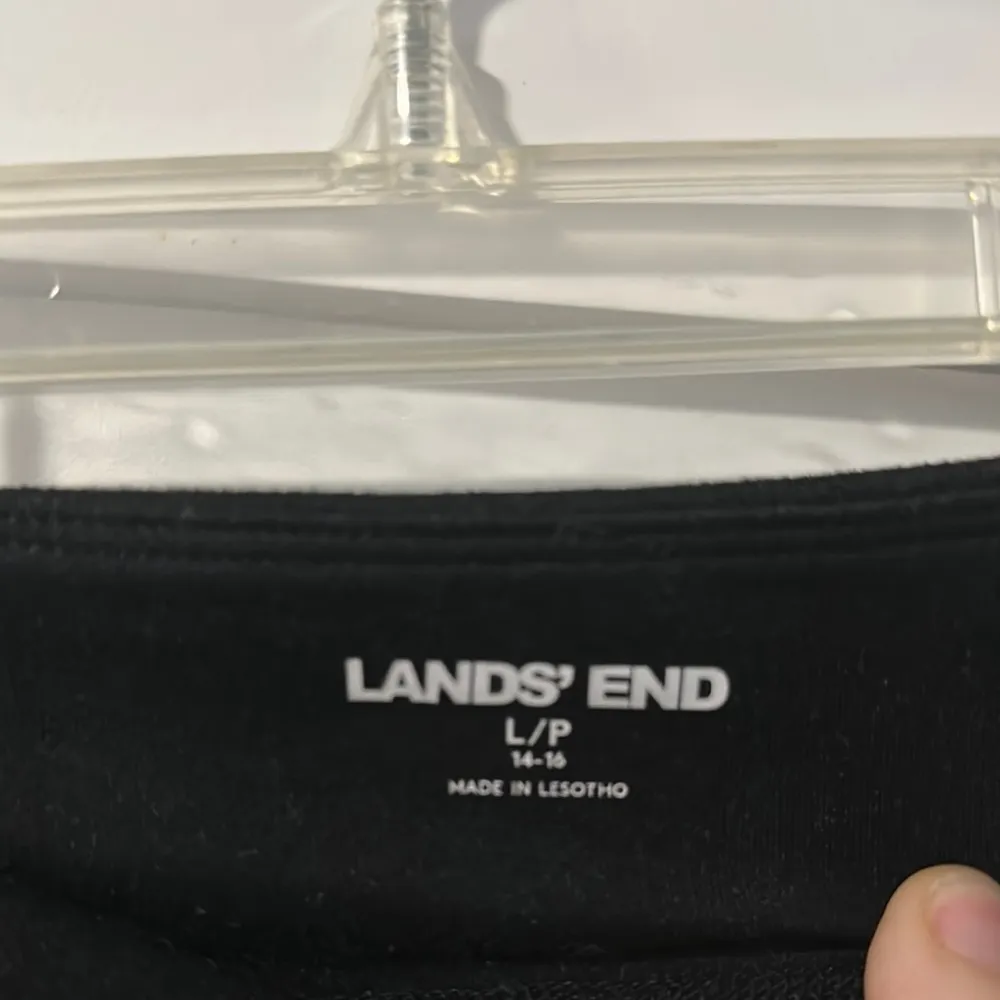 LANDS' END
L/P
14-16
MADE IN LESOTHO